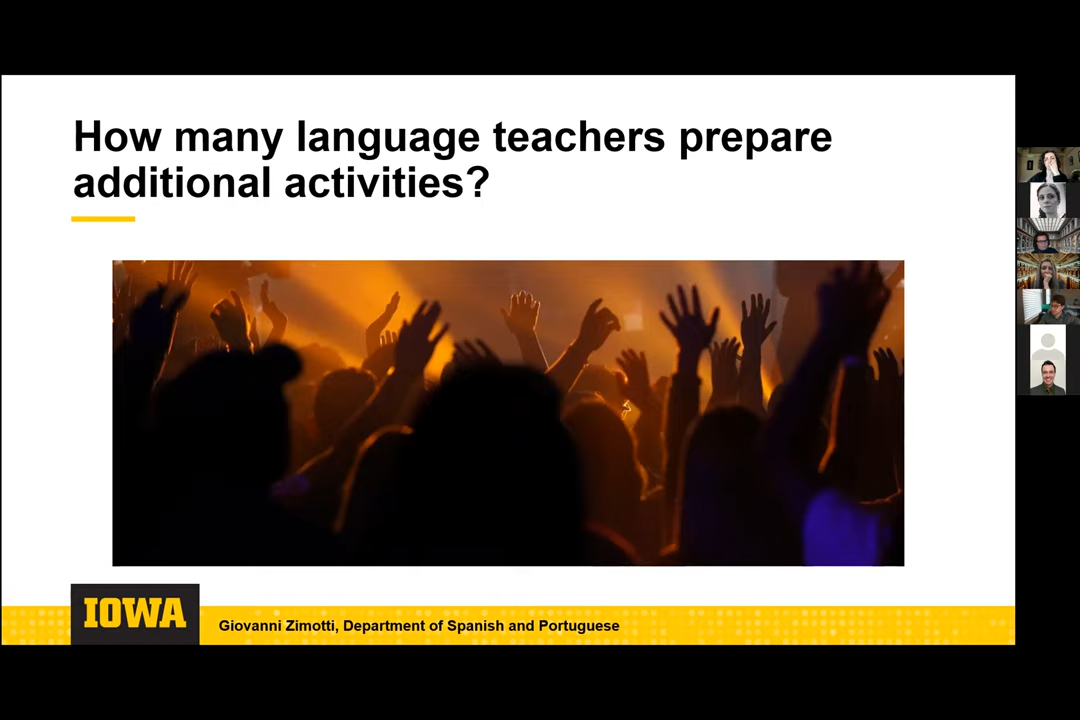 How many language teachers prepare
additional activities?
IOWA
Giovanni Zimotti, Department of Spanish and Portuguese